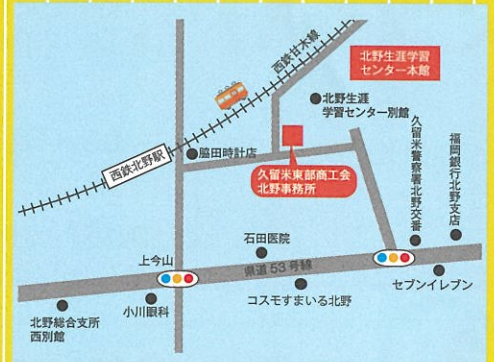 西鉄甘木線
北野生涯学習
センター本館
北野生涯
学習センター別館
西鉄北野駅
脇田時計店
久留米東部商工会
北野事務所
久留米警察署北野交番
福岡銀行北野支店
石田医院
上今山
県道53号線
セブンイレブン
小川眼科
コスモすまいる北野
北野総合支所
西別館